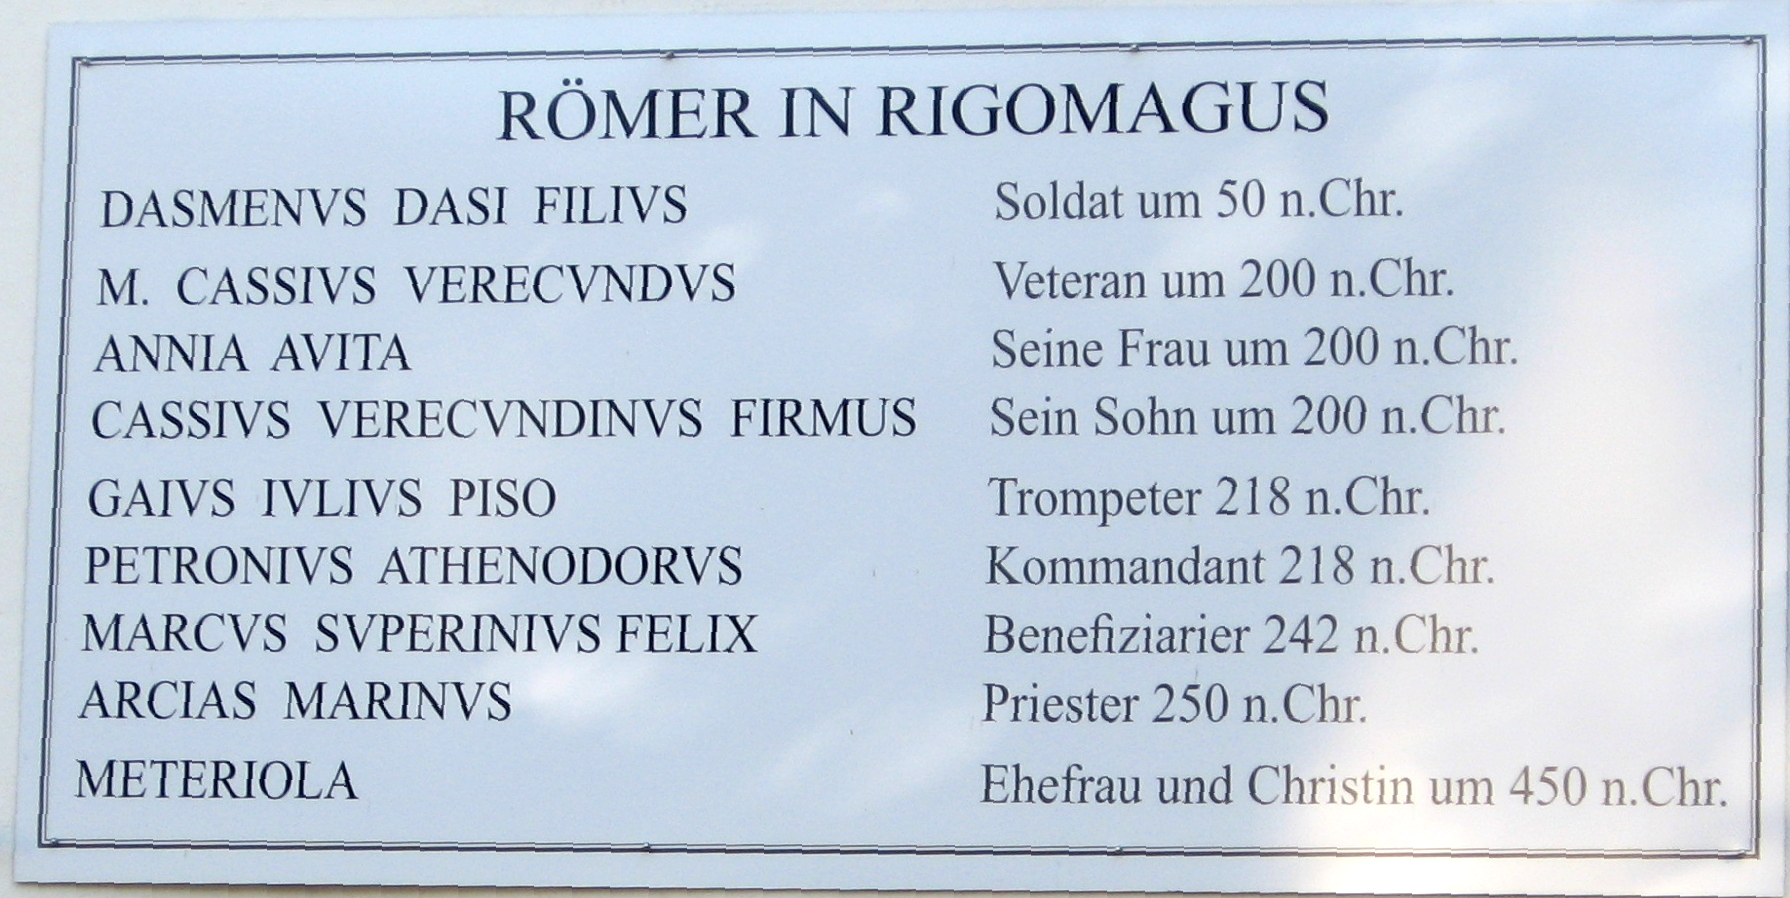 RÖMER IN RIGOMAGUS
DASMENVS DASI FILIVS Soldat um 50 n.Chr.
M. CASSIVS VERECVNDVS Veteran um 200 n.Chr.
ANNIA AVITA Seine Frau um 200 n.Chr.
CASSIVS VERECVNDINVS FIRMUS Sein Sohn um 200 n.Chr.
GAIVS IVLIVS PISO Trompeter 218 n.Chr.
PETRONIVS ATHENODORVS Kommandant 218 n.Chr.
MARCVS SVPERINIVS FELIX Benefiziarier 242 n.Chr.
ARCIAS MARINVS Priester 250 n.Chr.
METERIOLA Ehefrau und Christin um 450 n.Chr.